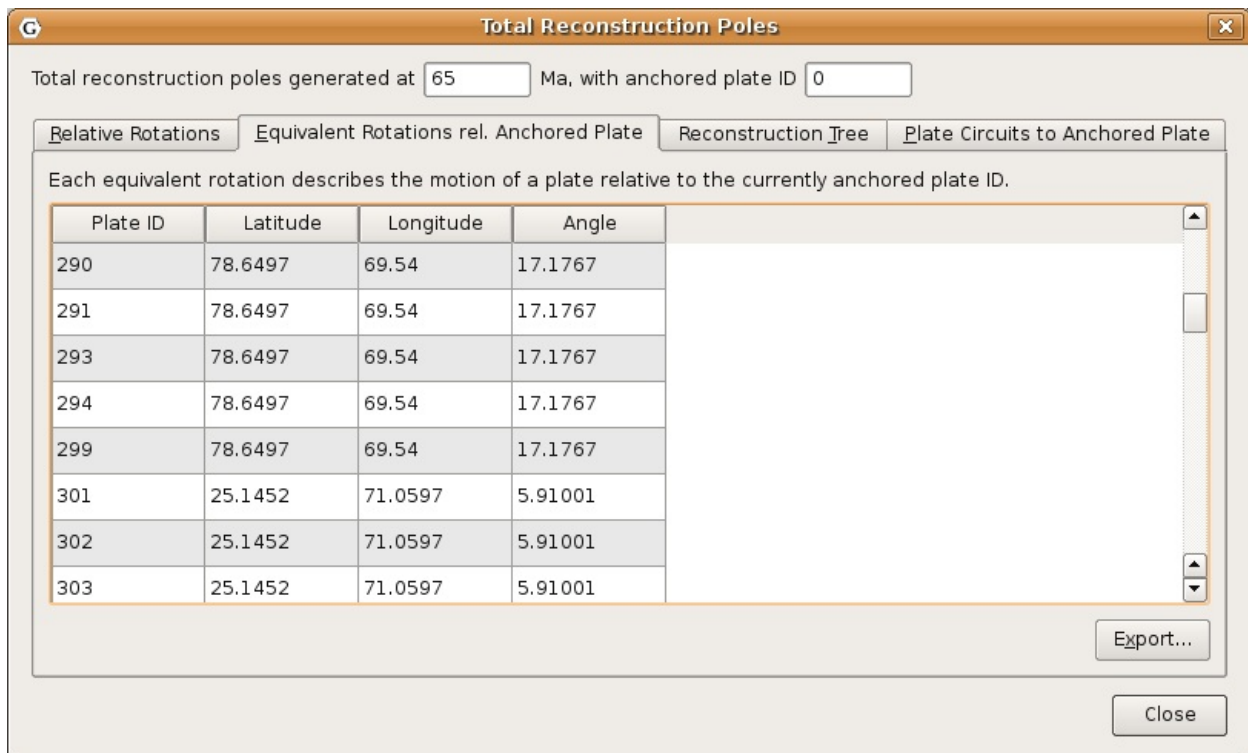 G Total Reconstruction Poles
Total reconstruction poles generated at 65 Ma, with anchored plate ID 0
Relative Rotations Equivalent Rotations rel. Anchored Plate Reconstruction Tree Plate Circuits to Anchored Plate
Each equivalent rotation describes the motion of a plate relative to the currently anchored plate ID.
Plate ID Latitude Longitude Angle
290 78.6497 69.54 17.1767
291 78.6497 69.54 17.1767
293 78.6497 69.54 17.1767
294 78.6497 69.54 17.1767
299 78.6497 69.54 17.1767
301 25.1452 71.0597 5.91001
302 25.1452 71.0597 5.91001
303 25.1452 71.0597 5.91001
Export...
Close